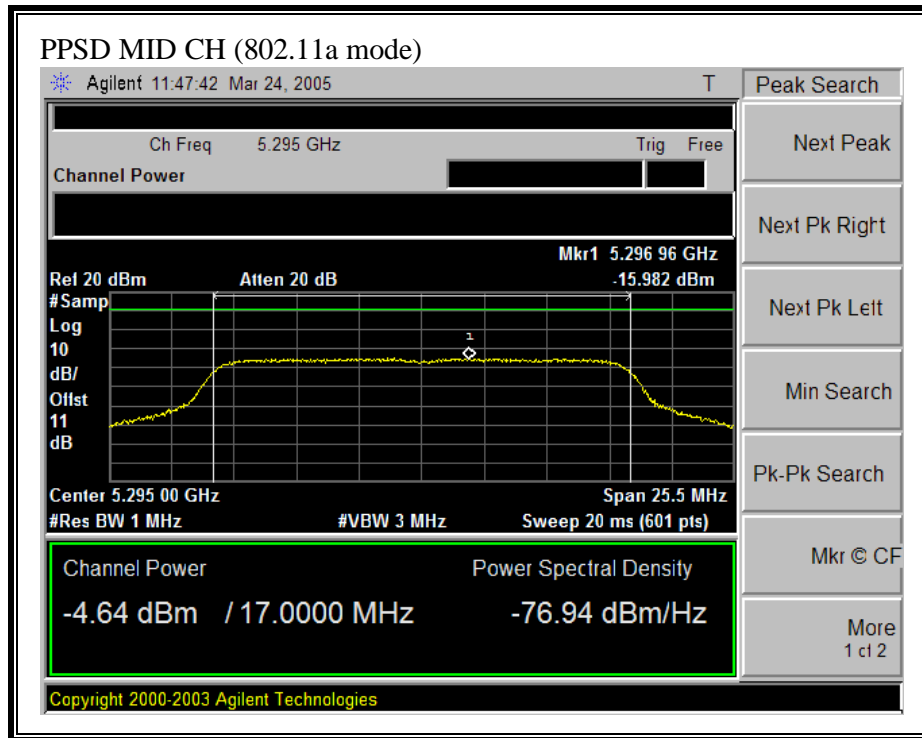 PPSD MID CH (802.11a mode)
Agilent 11:47:42 Mar 24, 2005 T
Peak Search
Ch Freq 5.295 GHz Trig Free
Channel Power
Next Peak
Next Pk Right
Mkr1 5.296 96 GHz
Ref 20 dBm Atten 20 dB -15.982 dBm
#Samp
Log
10
dB/
Offst
11
dB
1
Next Pk Left
Min Search
Pk-Pk Search
Center 5.295 00 GHz Span 25.5 MHz
#Res BW 1 MHz #VBW 3 MHz Sweep 20 ms (601 pts)
Mkr © CF
Channel Power Power Spectral Density
-4.64 dBm / 17.0000 MHz -76.94 dBm/Hz
More
1 of 2
Copyright 2000-2003 Agilent Technologies